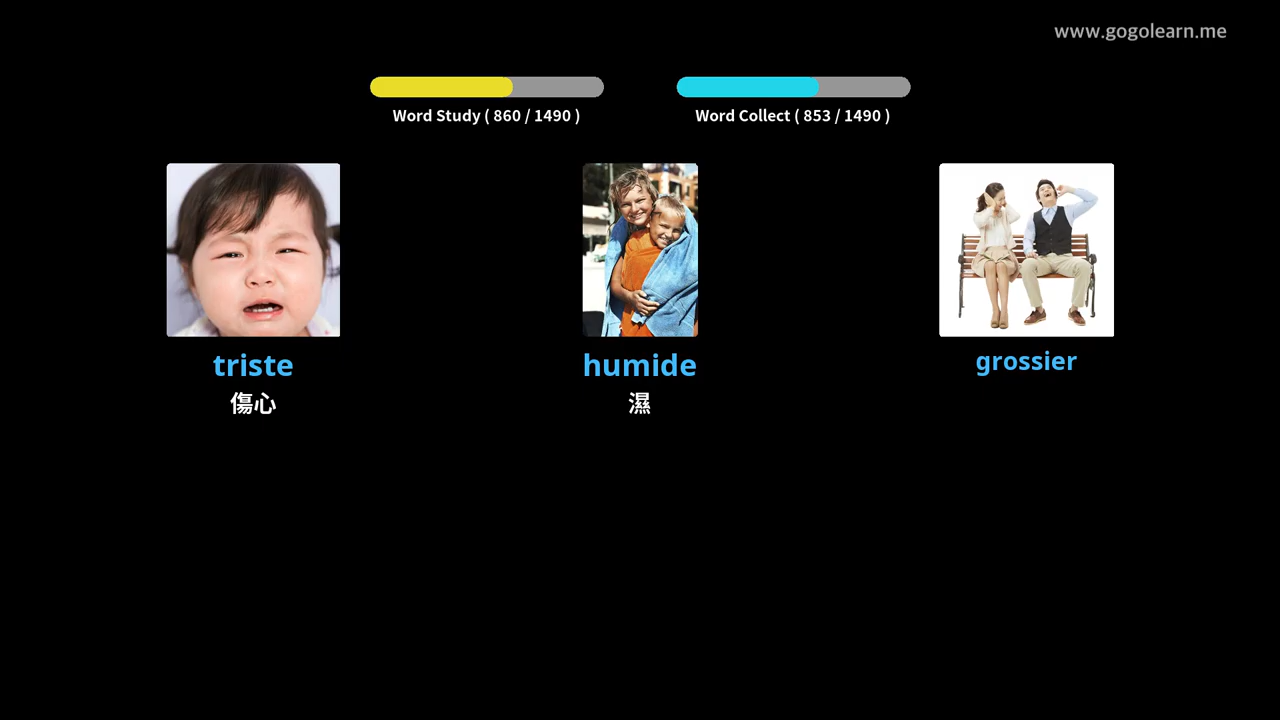 www.gogolearn.me
Word Study ( 860 / 1490 )
Word Collect ( 853 / 1490 )
triste
humide
grossier
傷心
濕